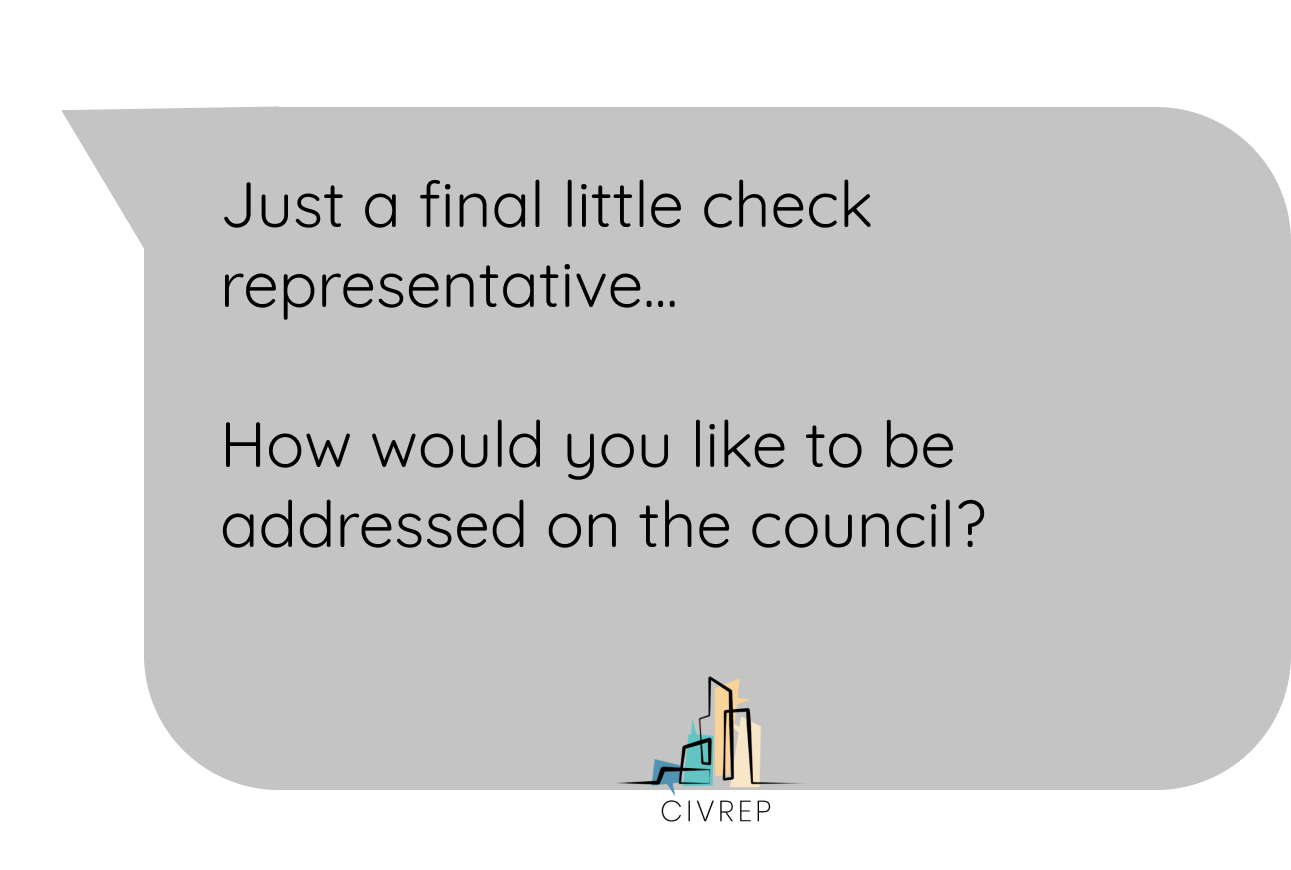 Just a final little check
representative...
How would you like to be
addressed on the council?
CIVREP